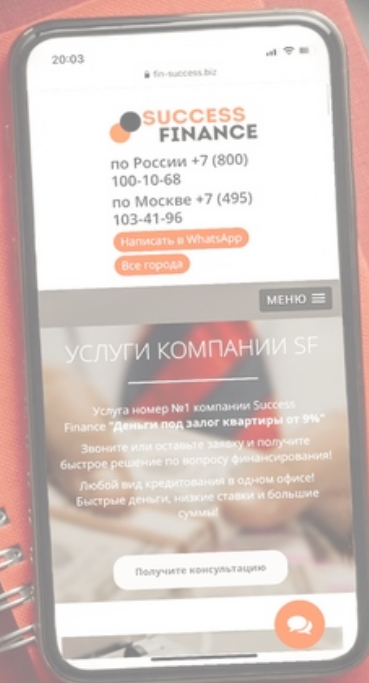 20:03
fin-success.biz
SUCCESS
FINANCE
по России +7 (800)
100-10-68
по Москве +7 (495)
103-41-96
Написать в WhatsApp
Все города
МЕНЮ
УСЛУГИ КОМПАНИИ SF
Услуга номер №1 компании Success
Finance "Деньги под залог квартиры от 9%"
Звоните или оставьте заявку и получите
быстрое решение по вопросу финансирования!
Любой вид кредитования в одном офисе!
Быстрые деньги, низкие ставки и большие
суммы!
Получите консультацию